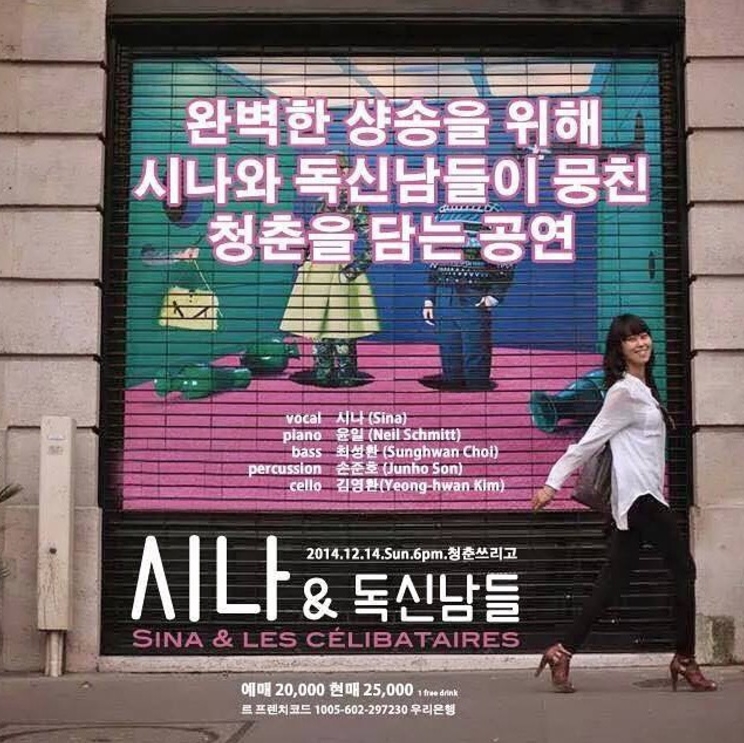 완벽한 샹송을 위해
시나와 독신남들이 뭉친
청춘을 담는 공연
vocal 시나 (Sina)
piano 윤일 (Neil Schmitt)
bass 최성환 (Sunghwan Choi)
percussion 손준호 (Junho Son)
cello 김영환(Yeong-hwan Kim)
2014.12.14.Sun.6pm.청춘쓰리고
시나 & 독신남들
SINA & LES CÉLIBATAIRES
예매 20,000 현매 25,000 1 free drink
르 프렌치코드 1005-602-297230 우리은행